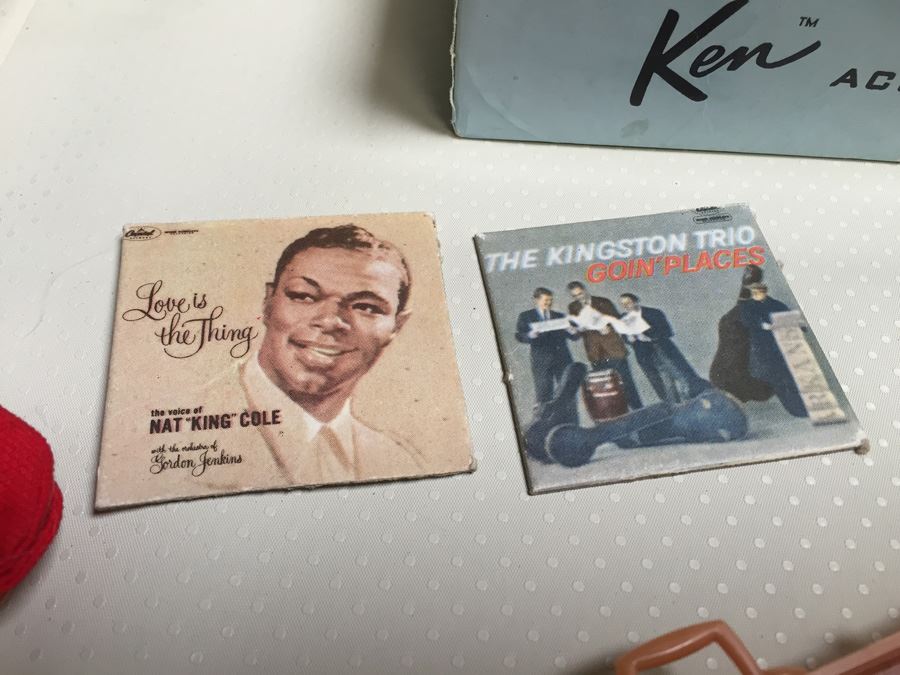 Ken™
AC
Capitol
Love is
the Thing
the voice of
NAT "KING" COLE
with the orchestra of
Gordon Jenkins
THE KINGSTON TRIO
GOIN' PLACES